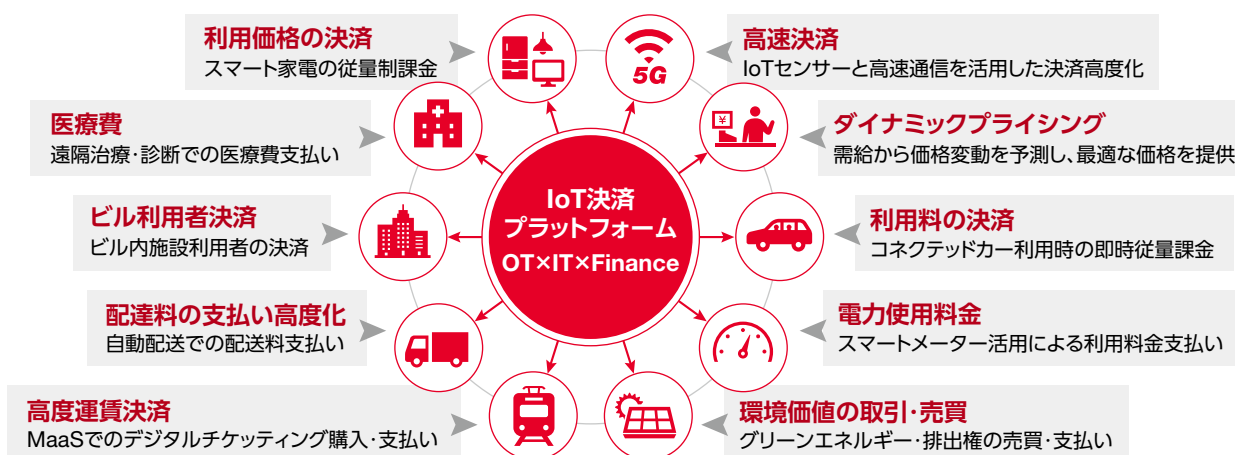 利用価格の決済
スマート家電の従量制課金
医療費
遠隔治療・診断での医療費支払い
ビル利用者決済
ビル内施設利用者の決済
配達料の支払い高度化
自動配送での配送料支払い
高度運賃決済
MaaSでのデジタルチケッティング購入・支払い
5G
¥
IoT決済
プラットフォーム
OT×IT×Finance
高速決済
IoTセンサーと高速通信を活用した決済高度化
ダイナミックプライシング
需給から価格変動を予測し、最適な価格を提供
利用料の決済
コネクテッドカー利用時の即時従量課金
電力使用料金
スマートメーター活用による利用料金支払い
環境価値の取引・売買
グリーンエネルギー・排出権の売買・支払い